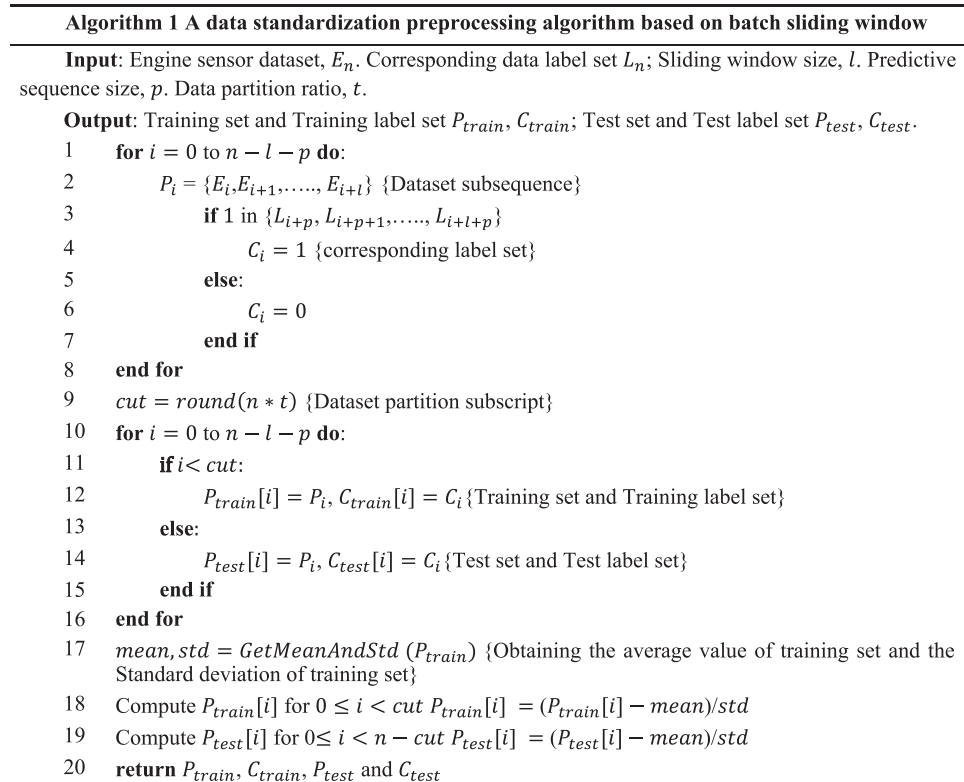 Algorithm 1 A data standardization preprocessing algorithm based on batch sliding window
Input: Engine sensor dataset, Eₙ. Corresponding data label set Lₙ; Sliding window size, l. Predictive
sequence size, p. Data partition ratio, t.
Output: Training set and Training label set P_train, C_train; Test set and Test label set P_test, C_test.
1 for i = 0 to n − l − p do:
2 P_i = {E_i,E_{i+1},….., E_{i+l}} {Dataset subsequence}
3 if 1 in {L_{i+p}, L_{i+p+1},….., L_{i+l+p}}
4 C_i = 1 {corresponding label set}
5 else:
6 C_i = 0
7 end if
8 end for
9 cut = round(n ∗ t) {Dataset partition subscript}
10 for i = 0 to n − l − p do:
11 if i< cut:
12 P_train[i] = P_i, C_train[i] = C_i{Training set and Training label set}
13 else:
14 P_test[i] = P_i, C_test[i] = C_i{Test set and Test label set}
15 end if
16 end for
17 mean, std = GetMeanAndStd (P_train) {Obtaining the average value of training set and the
Standard deviation of training set}
18 Compute P_train[i] for 0 ≤ i < cut P_train[i] = (P_train[i] − mean)/std
19 Compute P_test[i] for 0≤ i < n − cut P_test[i] = (P_test[i] − mean)/std
20 return P_train, C_train, P_test and C_test